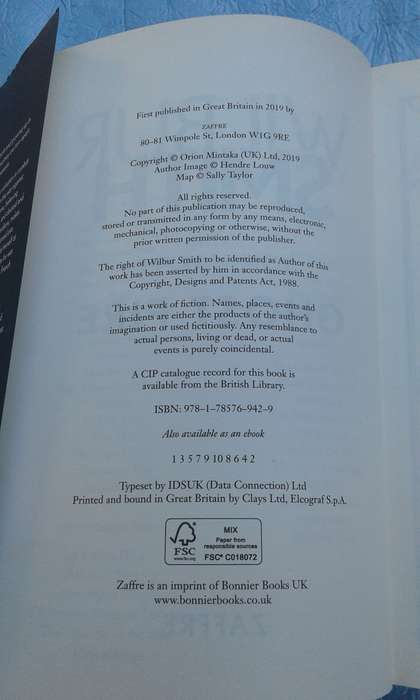 First published in Great Britain in 2019 by
ZAFFRE
80–81 Wimpole St, London W1G 9RE
Copyright © Orion Mintaka (UK) Ltd, 2019
Author Image © Hendre Louw
Map © Sally Taylor
All rights reserved.
No part of this publication may be reproduced,
stored or transmitted in any form by any means, electronic,
mechanical, photocopying or otherwise, without the
prior written permission of the publisher.
The right of Wilbur Smith to be identified as Author of this
work has been asserted by him in accordance with the
Copyright, Designs and Patents Act, 1988.
This is a work of fiction. Names, places, events and
incidents are either the products of the author's
imagination or used fictitiously. Any resemblance to
actual persons, living or dead, or actual
events is purely coincidental.
A CIP catalogue record for this book is
available from the British Library.
ISBN: 978–1–78576–942–9
Also available as an ebook
1 3 5 7 9 10 8 6 4 2
Typeset by IDSUK (Data Connection) Ltd
Printed and bound in Great Britain by Clays Ltd, Elcograf S.p.A.
MIX
Paper from
responsible sources
FSC® C018072
FSC
www.fsc.org
Zaffre is an imprint of Bonnier Books UK
www.bonnierbooks.co.uk